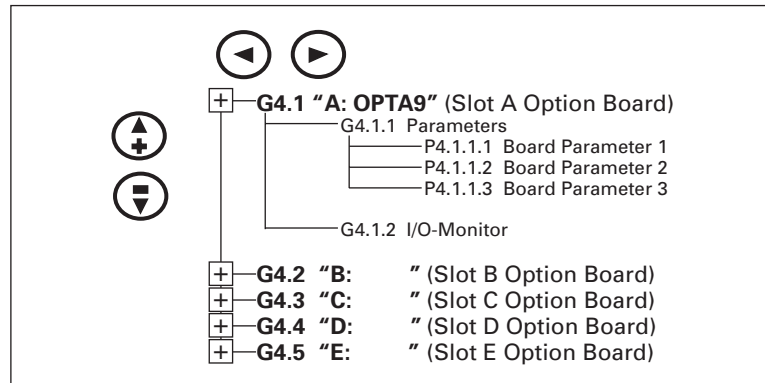 G4.1 “A: OPTA9” (Slot A Option Board)
G4.1.1 Parameters
P4.1.1.1 Board Parameter 1
P4.1.1.2 Board Parameter 2
P4.1.1.3 Board Parameter 3
G4.1.2 I/O-Monitor
G4.2 “B: ” (Slot B Option Board)
G4.3 “C: ” (Slot C Option Board)
G4.4 “D: ” (Slot D Option Board)
G4.5 “E: ” (Slot E Option Board)